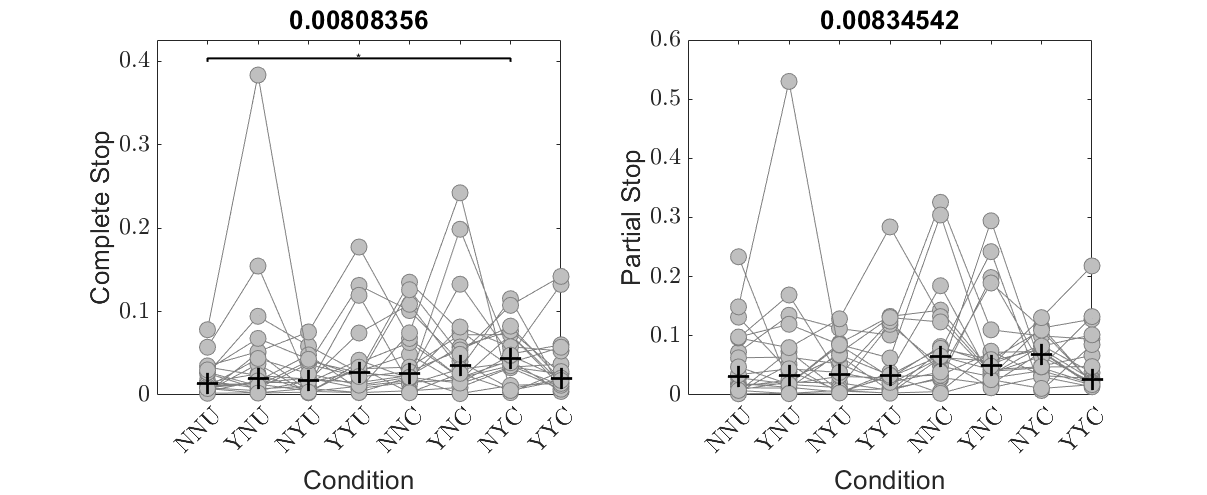 0.00808356
0.4
0.3
0.2
0.1
0
Complete Stop
*
NNU
YNU
NYU
YYU
NNC
YNC
NYC
YYC
Condition
0.00834542
0.6
0.5
0.4
0.3
0.2
0.1
0
Partial Stop
NNU
YNU
NYU
YYU
NNC
YNC
NYC
YYC
Condition